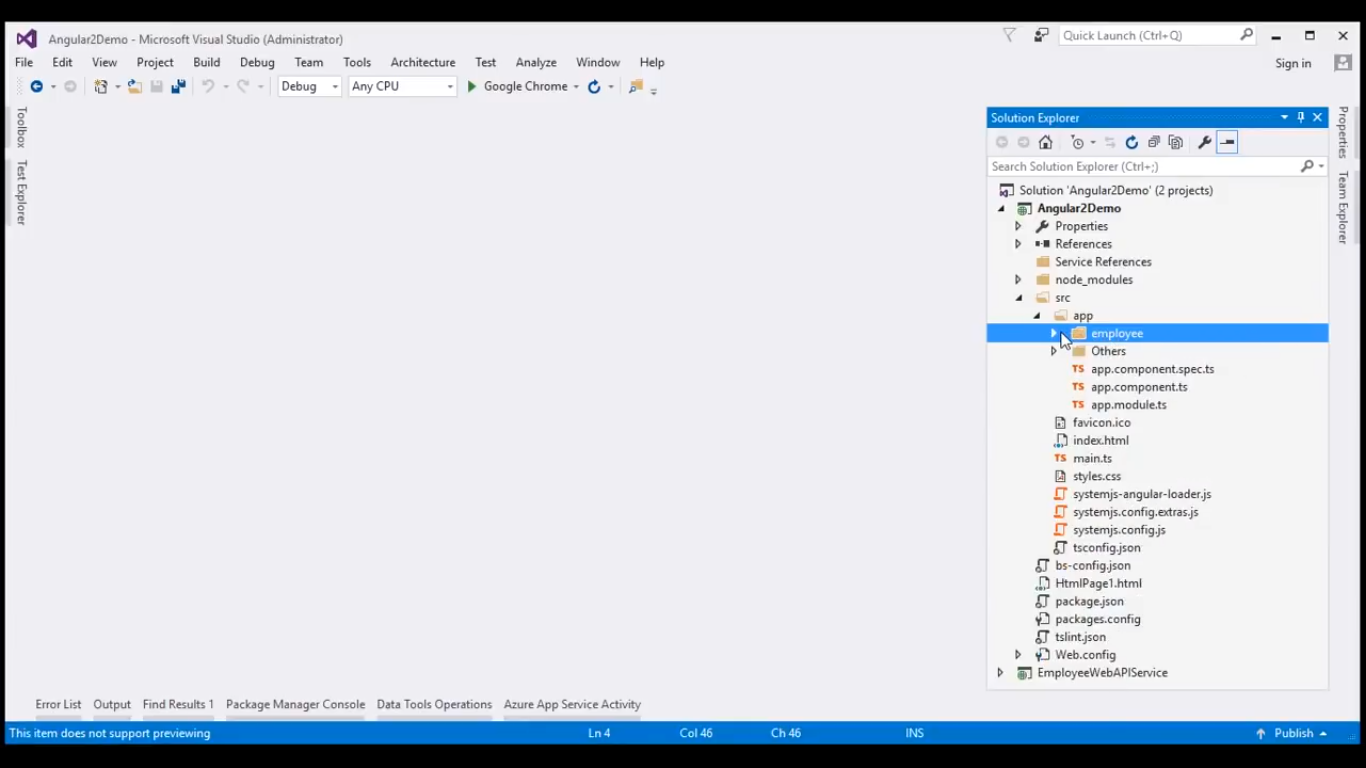 Angular2Demo - Microsoft Visual Studio (Administrator)
Quick Launch (Ctrl+Q)
File Edit View Project Build Debug Team Tools Architecture Test Analyze Window Help
Sign in
Debug Any CPU Google Chrome
Toolbox
Test Explorer
Solution Explorer
Search Solution Explorer (Ctrl+;)
Solution 'Angular2Demo' (2 projects)
Angular2Demo
Properties
References
Service References
node_modules
src
app
employee
Others
TS app.component.spec.ts
TS app.component.ts
TS app.module.ts
favicon.ico
index.html
TS main.ts
styles.css
systemjs-angular-loader.js
systemjs.config.extras.js
systemjs.config.js
tsconfig.json
bs-config.json
HtmlPage1.html
package.json
packages.config
tslint.json
Web.config
EmployeeWebAPIService
Properties
Team Explorer
Error List Output Find Results 1 Package Manager Console Data Tools Operations Azure App Service Activity
This item does not support previewing Ln 4 Col 46 Ch 46 INS Publish